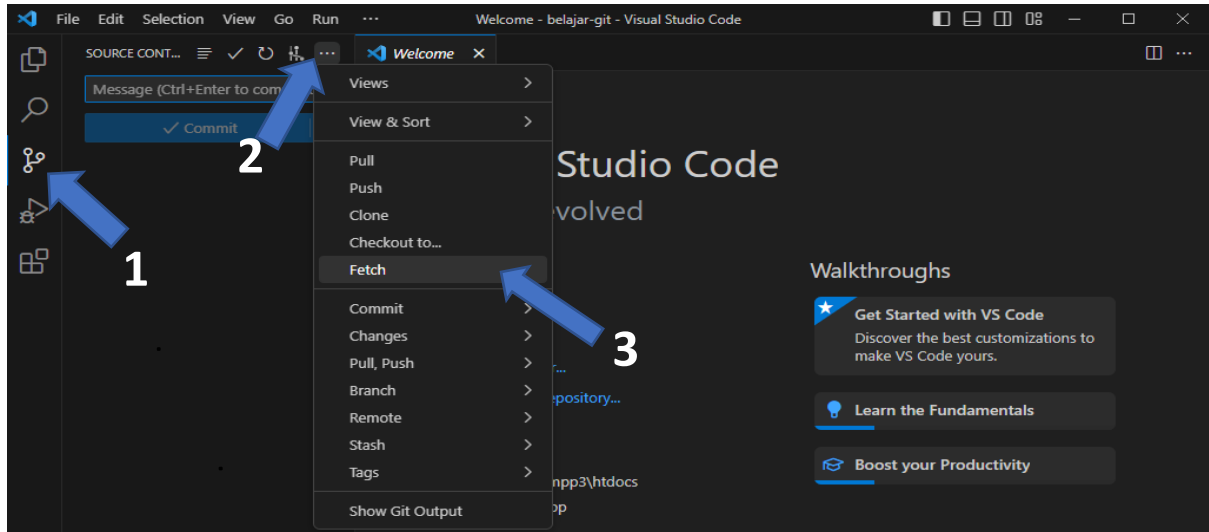 File Edit Selection View Go Run ··· Welcome - belajar-git - Visual Studio Code
SOURCE CONT... ··· Welcome
Message (Ctrl+Enter to com
Commit
2
1
Views
View & Sort
Pull
Push
Clone
Checkout to...
Fetch
3
Commit
Changes
Pull, Push
Branch
Remote
Stash
Tags
Show Git Output
Studio Code
volved
...
epository...
mpp3\htdocs
pp
Walkthroughs
Get Started with VS Code
Discover the best customizations to
make VS Code yours.
Learn the Fundamentals
Boost your Productivity